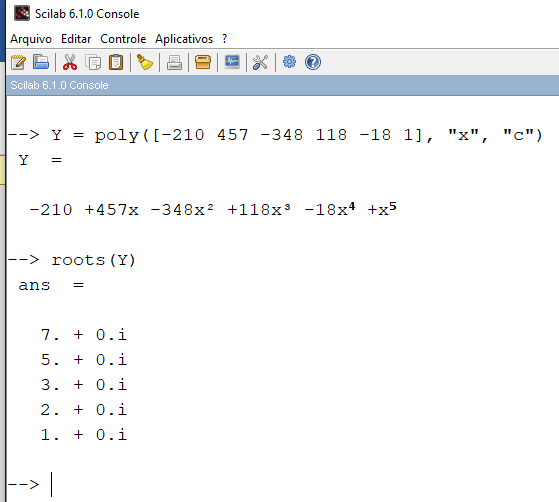 Scilab 6.1.0 Console
Arquivo Editar Controle Aplicativos ?
Scilab 6.1.0 Console
--> Y = poly([-210 457 -348 118 -18 1], "x", "c")
Y =
-210 +457x -348x² +118x³ -18x⁴ +x⁵
--> roots(Y)
ans =
7. + 0.i
5. + 0.i
3. + 0.i
2. + 0.i
1. + 0.i
-->